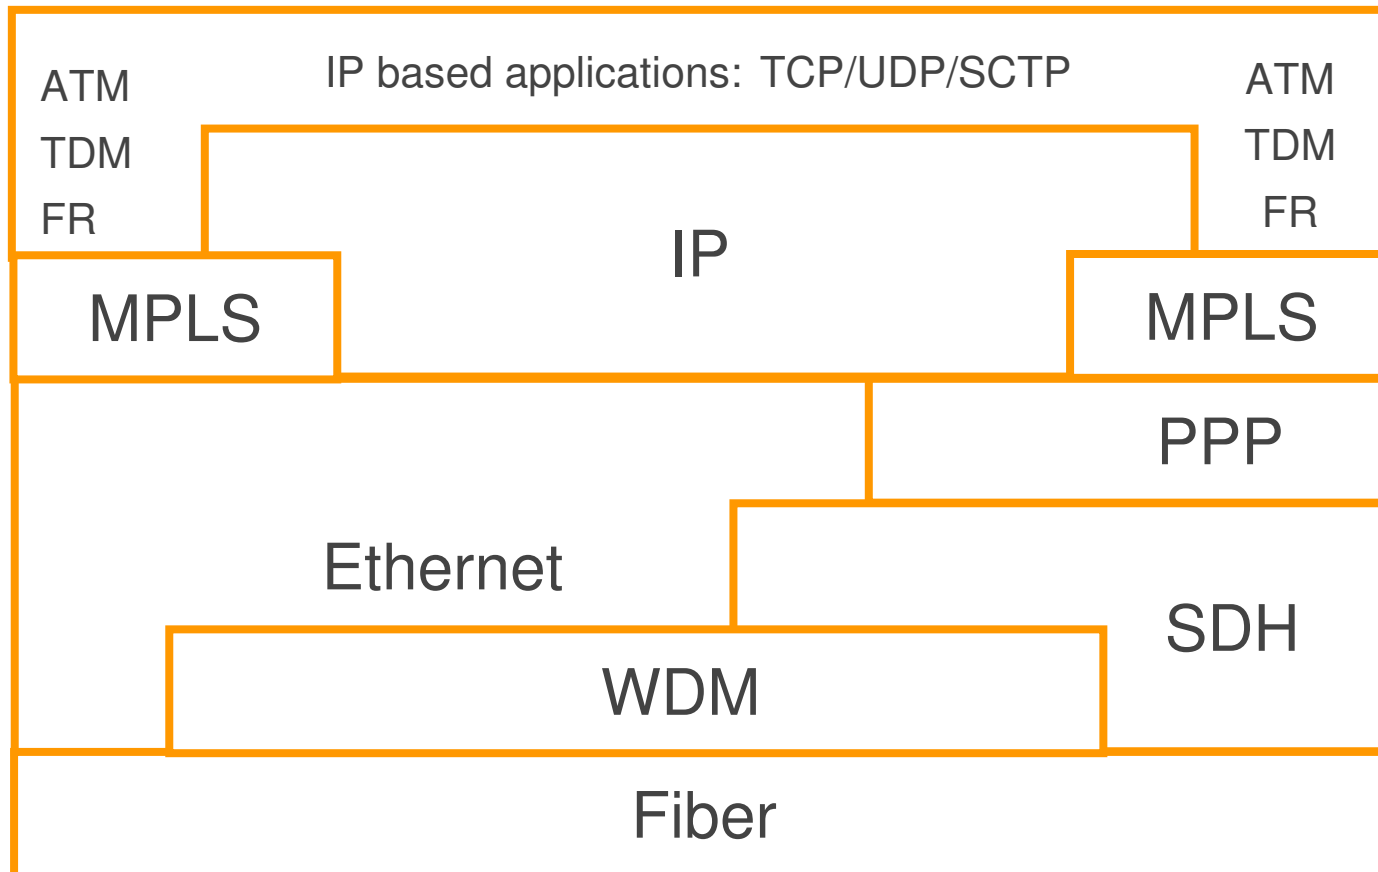 IP based applications: TCP/UDP/SCTP
ATM
TDM
FR
ATM
TDM
FR
IP
MPLS
MPLS
PPP
Ethernet
SDH
WDM
Fiber